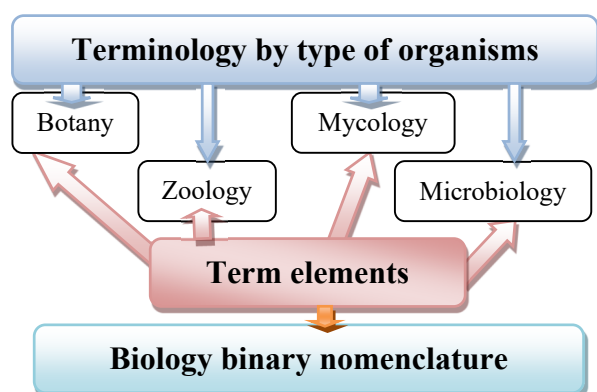 Terminology by type of organisms
Botany
Mycology
Zoology
Microbiology
Term elements
Biology binary nomenclature